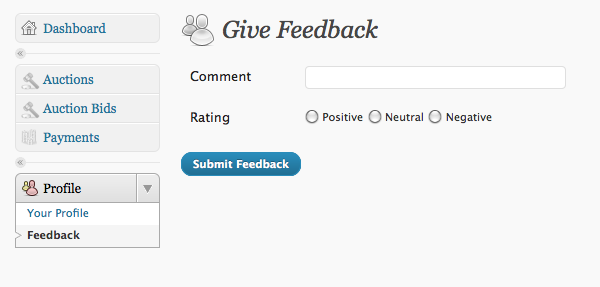 Dashboard
Auctions
Auction Bids
Payments
Profile
Your Profile
Feedback
Give Feedback
Comment
Rating
Positive Neutral Negative
Submit Feedback